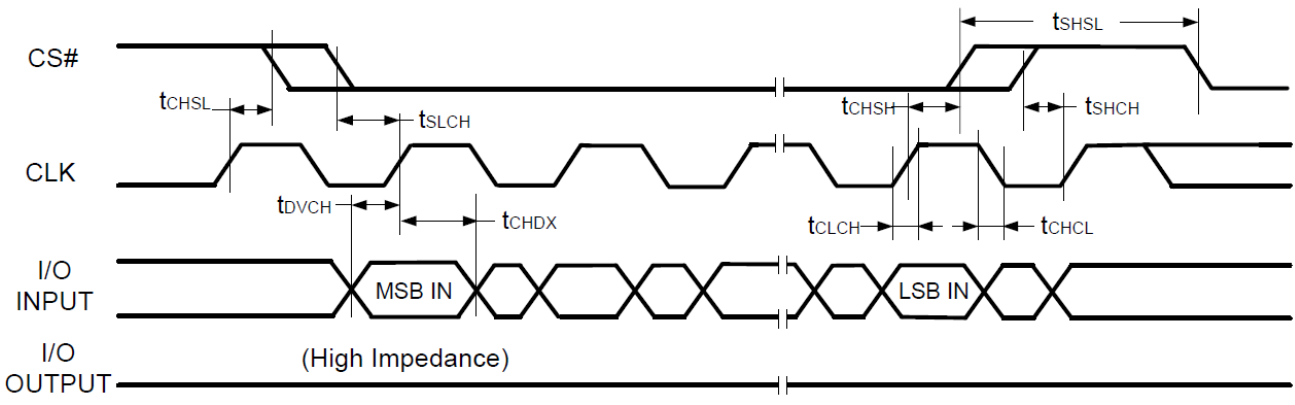 tSHSL
CS#
tCHSL
tSLCH
tCHSH
tSHCH
CLK
tDVCH
tCHDX
tCLCH
tCHCL
I/O
INPUT
MSB IN
LSB IN
I/O
OUTPUT
(High Impedance)